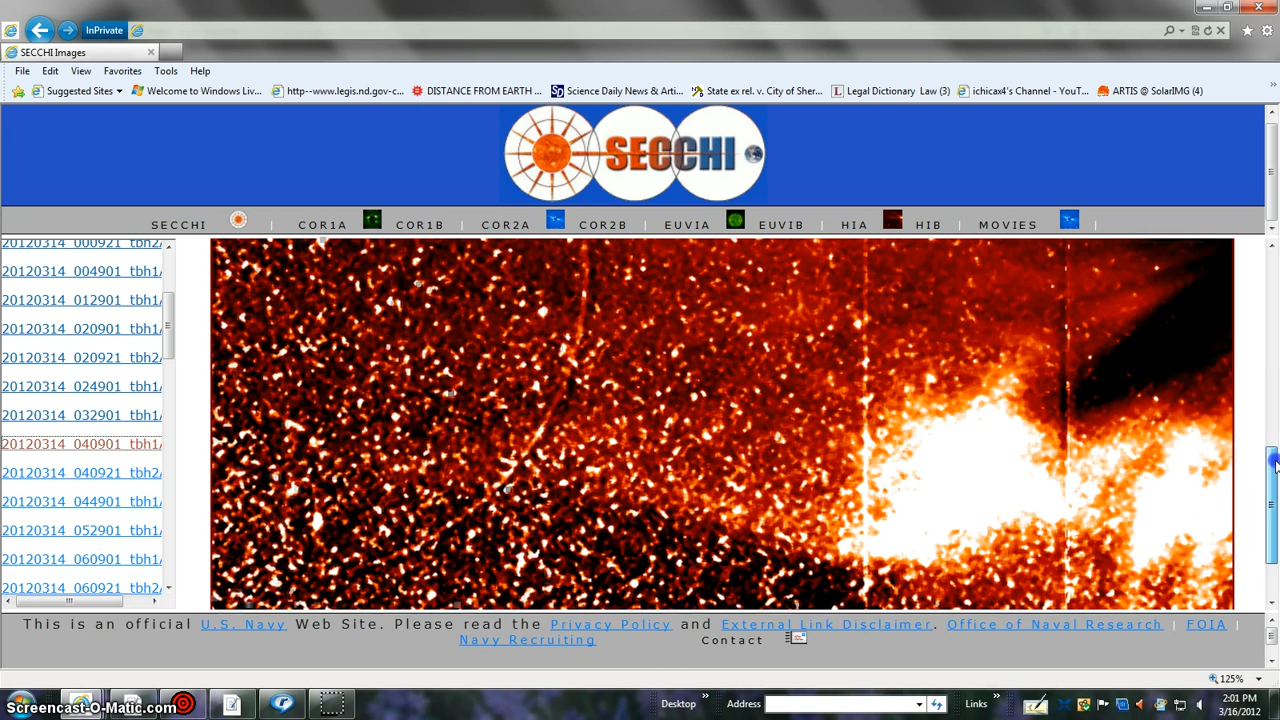 InPrivate
SECCHI Images
File Edit View Favorites Tools Help
Suggested Sites Welcome to Windows Liv... http--www.legis.nd.gov-c... DISTANCE FROM EARTH ... Science Daily News & Arti... State ex rel. v. City of Sher... Legal Dictionary Law (3) ichicax4's Channel - YouT... ARTIS @ SolarIMG (4)
SECCHI
SECCHI | COR1A COR1B | COR2A COR2B | EUVIA EUVIB | HIA HIB | MOVIES |
20120314_000921_tbh2/
20120314_004901_tbh1/
20120314_012901_tbh1/
20120314_020901_tbh1/
20120314_020921_tbh2/
20120314_024901_tbh1/
20120314_032901_tbh1/
20120314_040901_tbh1/
20120314_040921_tbh2/
20120314_044901_tbh1/
20120314_052901_tbh1/
20120314_060901_tbh1/
20120314_060921_tbh2/
This is an official U.S. Navy Web Site. Please read the Privacy Policy and External Link Disclaimer. Office of Naval Research | FOIA |
Navy Recruiting Contact
125%
Screencast-O-Matic.com
Desktop » Address Links »
2:01 PM
3/16/2012